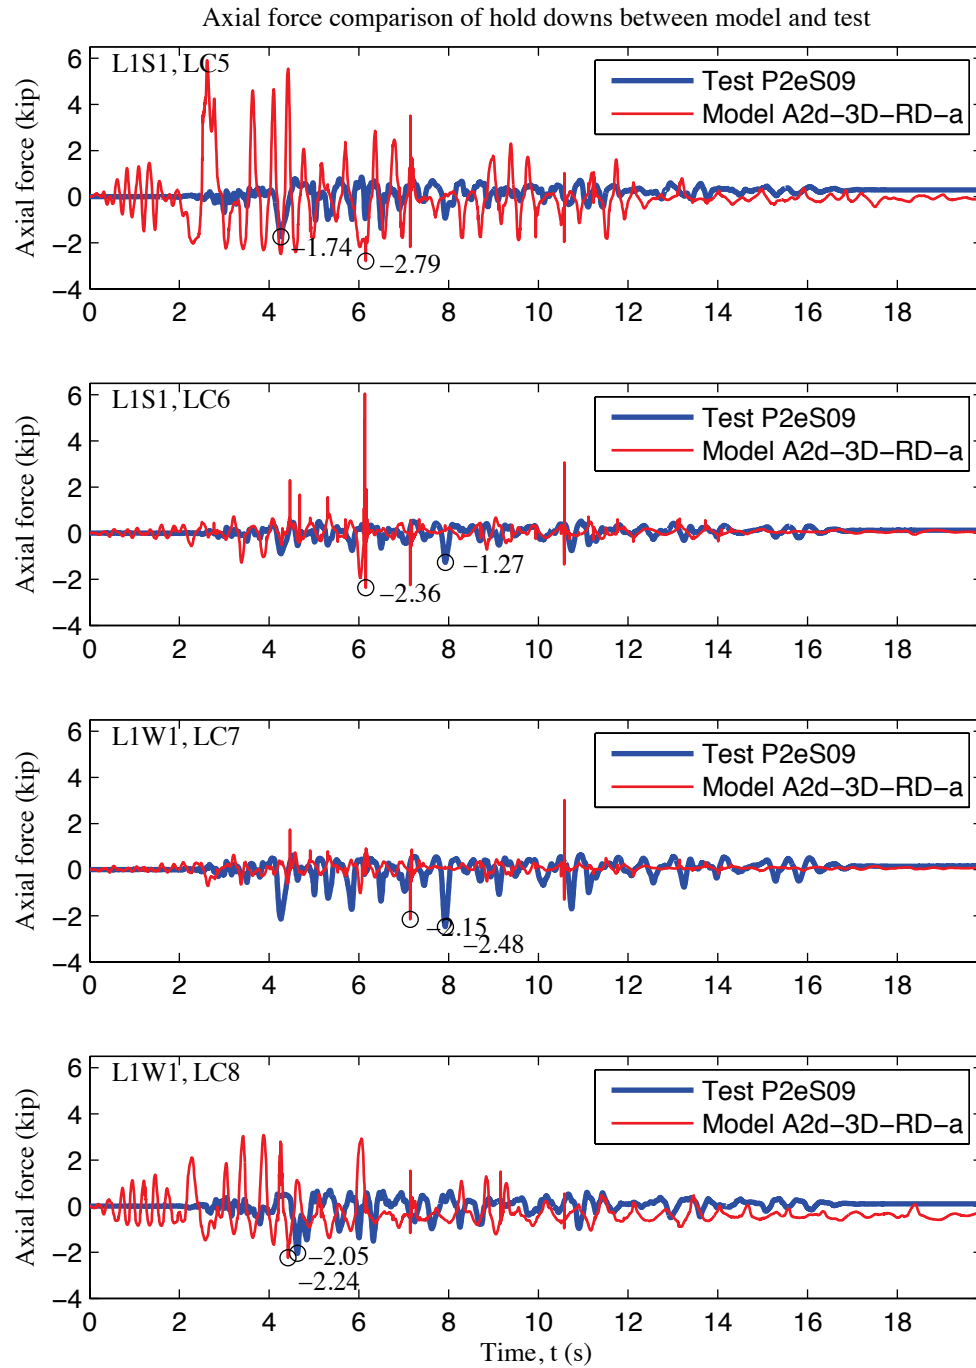 Axial force comparison of hold downs between model and test
L1S1, LC5
Test P2eS09
Model A2d−3D−RD−a
Axial force (kip)
6
4
2
0
−2
−4
−1.74
−2.79
0 2 4 6 8 10 12 14 16 18
L1S1, LC6
Test P2eS09
Model A2d−3D−RD−a
Axial force (kip)
6
4
2
0
−2
−4
−1.27
−2.36
0 2 4 6 8 10 12 14 16 18
L1W1, LC7
Test P2eS09
Model A2d−3D−RD−a
Axial force (kip)
6
4
2
0
−2
−4
−2.15
−2.48
0 2 4 6 8 10 12 14 16 18
L1W1, LC8
Test P2eS09
Model A2d−3D−RD−a
Axial force (kip)
6
4
2
0
−2
−4
−2.05
−2.24
0 2 4 6 8 10 12 14 16 18
Time, t (s)